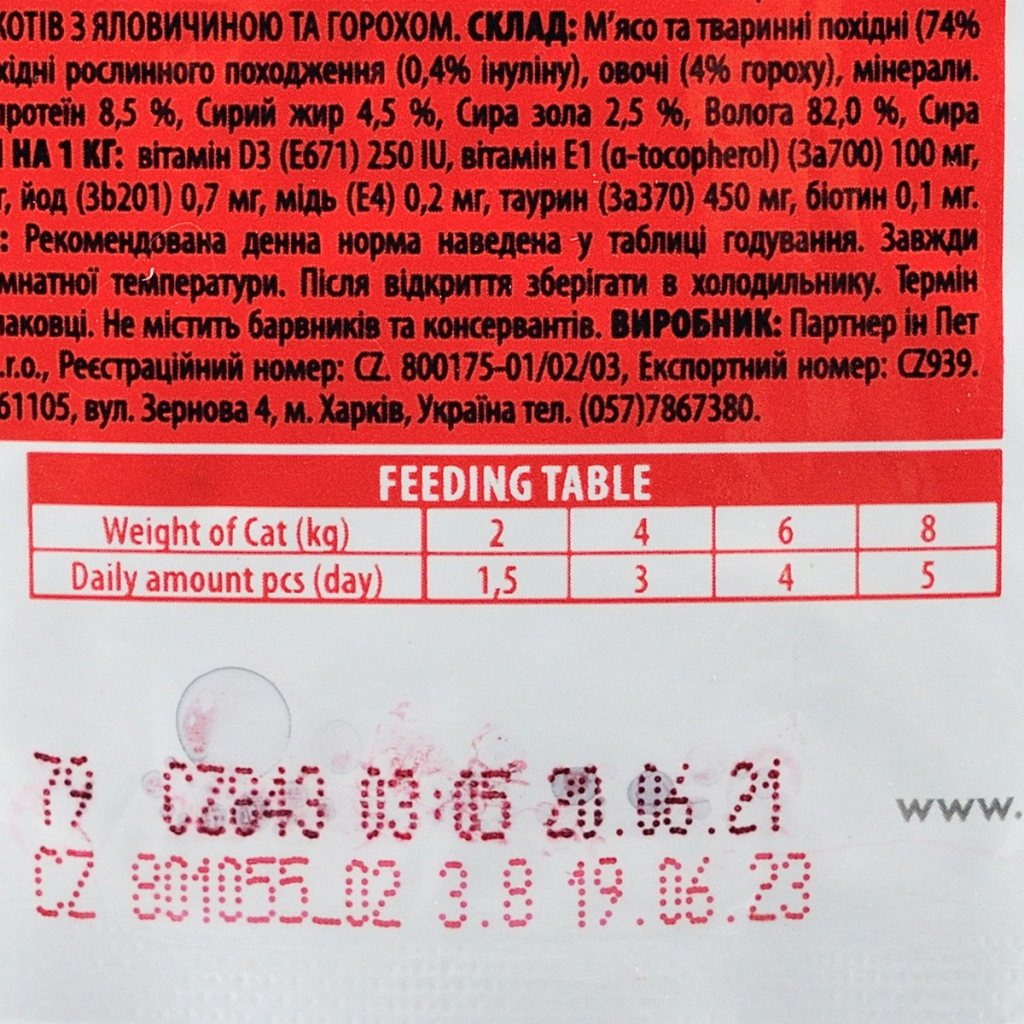 КОТІВ З ЯЛОВИЧИНОЮ ТА ГОРОХОМ. СКЛАД: М'ясо та тваринні похідні (74%
хідні рослинного походження (0,4% інуліну), овочі (4% гороху), мінерали.
протеїн 8,5 %, Сирий жир 4,5 %, Сира зола 2,5 %, Волога 82,0 %, Сира
НА 1 КГ: вітамін D3 (E671) 250 IU, вітамін E1 (α-tocopherol) (3a700) 100 мг,
г, йод (3b201) 0,7 мг, мідь (E4) 0,2 мг, таурин (3a370) 450 мг, біотин 0,1 мг.
: Рекомендована денна норма наведена у таблиці годування. Завжди
мнатної температури. Після відкриття зберігати в холодильнику. Термін
паковці. Не містить барвників та консервантів. ВИРОБНИК: Партнер ін Пет
.r.o., Реєстраційний номер: CZ. 800175-01/02/03, Експортний номер: CZ939.
61105, вул. Зернова 4, м. Харків, Україна тел. (057)7867380.
FEEDING TABLE
Weight of Cat (kg) 2 4 6 8
Daily amount pcs (day) 1,5 3 4 5
79 03:05 .06.21
www.
CZ 801055_02 3.8 19.06.23